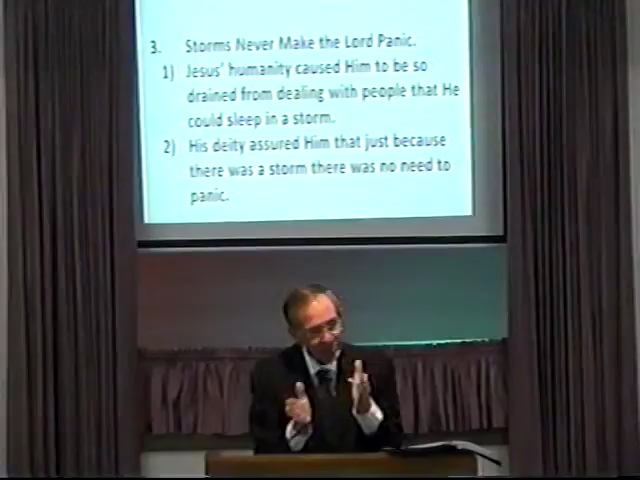 3. Storms Never Make the Lord Panic.
1) Jesus' humanity caused Him to be so
drained from dealing with people that He
could sleep in a storm.
2) His deity assured Him that just because
there was a storm there was no need to
panic.